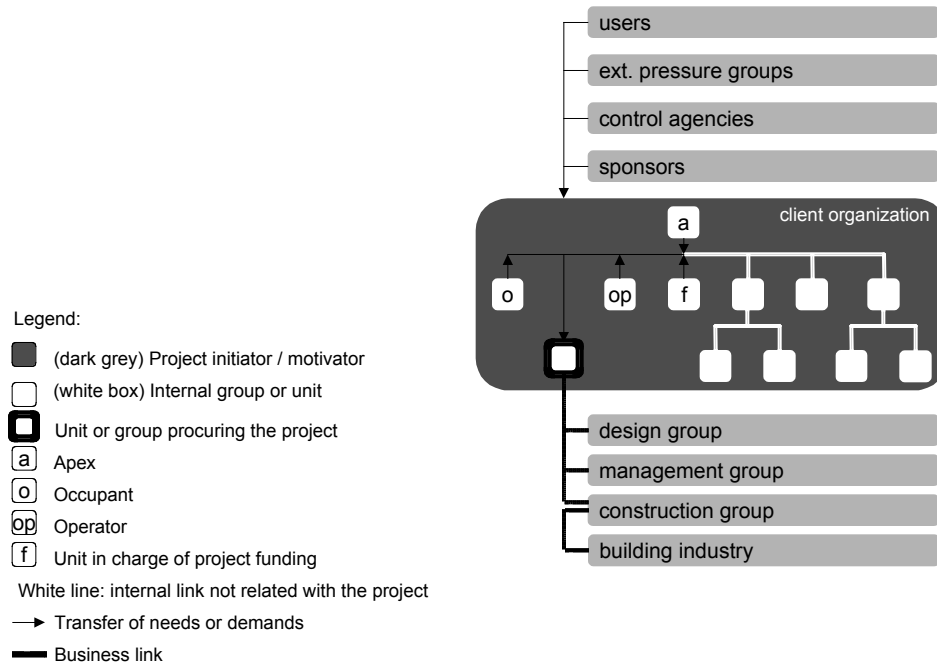 users
ext. pressure groups
control agencies
sponsors
client organization
a
o
op
f
design group
management group
construction group
building industry
Legend:
(dark grey) Project initiator / motivator
(white box) Internal group or unit
Unit or group procuring the project
a Apex
o Occupant
op Operator
f Unit in charge of project funding
White line: internal link not related with the project
Transfer of needs or demands
Business link